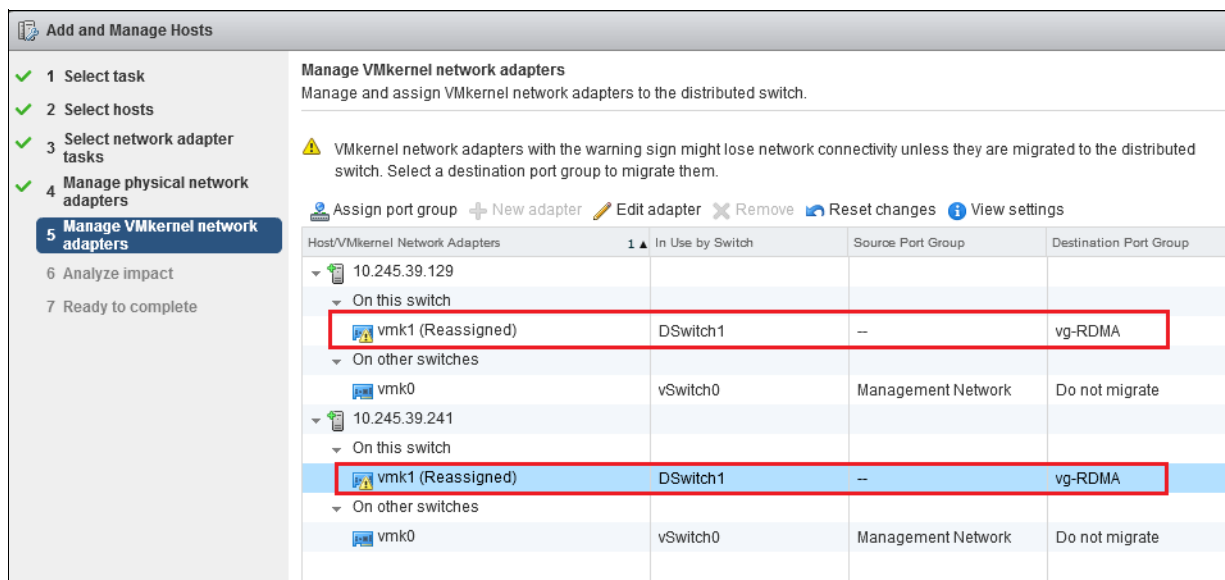 Add and Manage Hosts
1 Select task
2 Select hosts
3 Select network adapter
tasks
4 Manage physical network
adapters
5 Manage VMkernel network
adapters
6 Analyze impact
7 Ready to complete
Manage VMkernel network adapters
Manage and assign VMkernel network adapters to the distributed switch.
VMkernel network adapters with the warning sign might lose network connectivity unless they are migrated to the distributed
switch. Select a destination port group to migrate them.
Assign port group New adapter Edit adapter Remove Reset changes View settings
Host/VMkernel Network Adapters 1 ▲ In Use by Switch Source Port Group Destination Port Group
10.245.39.129
On this switch
vmk1 (Reassigned) DSwitch1 -- vg-RDMA
On other switches
vmk0 vSwitch0 Management Network Do not migrate
10.245.39.241
On this switch
vmk1 (Reassigned) DSwitch1 -- vg-RDMA
On other switches
vmk0 vSwitch0 Management Network Do not migrate